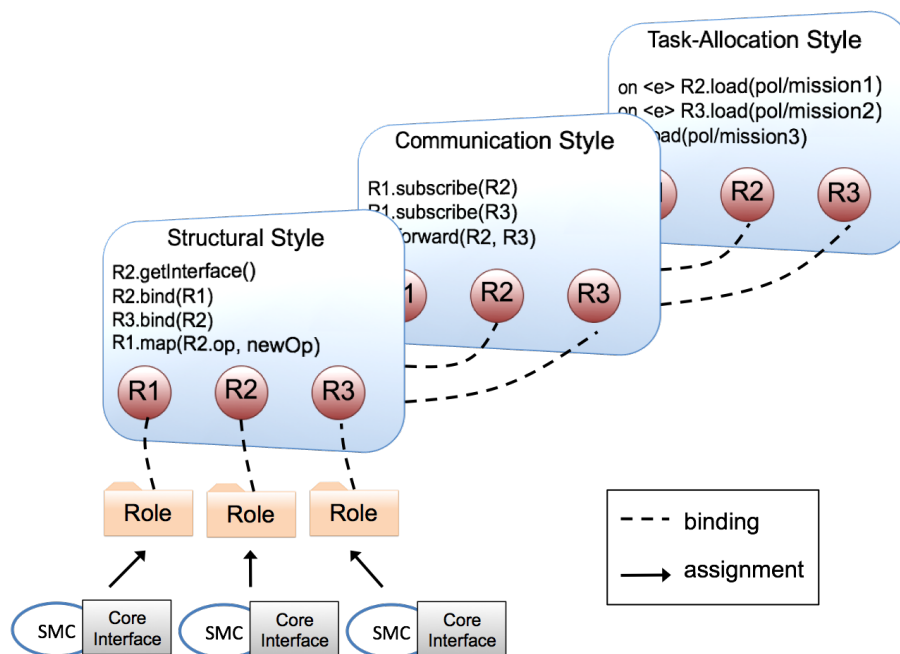 Task-Allocation Style
on <e> R2.load(pol/mission1)
on <e> R3.load(pol/mission2)
load(pol/mission3)
R2
R3
Communication Style
R1.subscribe(R2)
R1.subscribe(R3)
forward(R2, R3)
R1
R2
R3
Structural Style
R2.getInterface()
R2.bind(R1)
R3.bind(R2)
R1.map(R2.op, newOp)
R1
R2
R3
Role
Role
Role
binding
assignment
SMC
Core
Interface
SMC
Core
Interface
SMC
Core
Interface